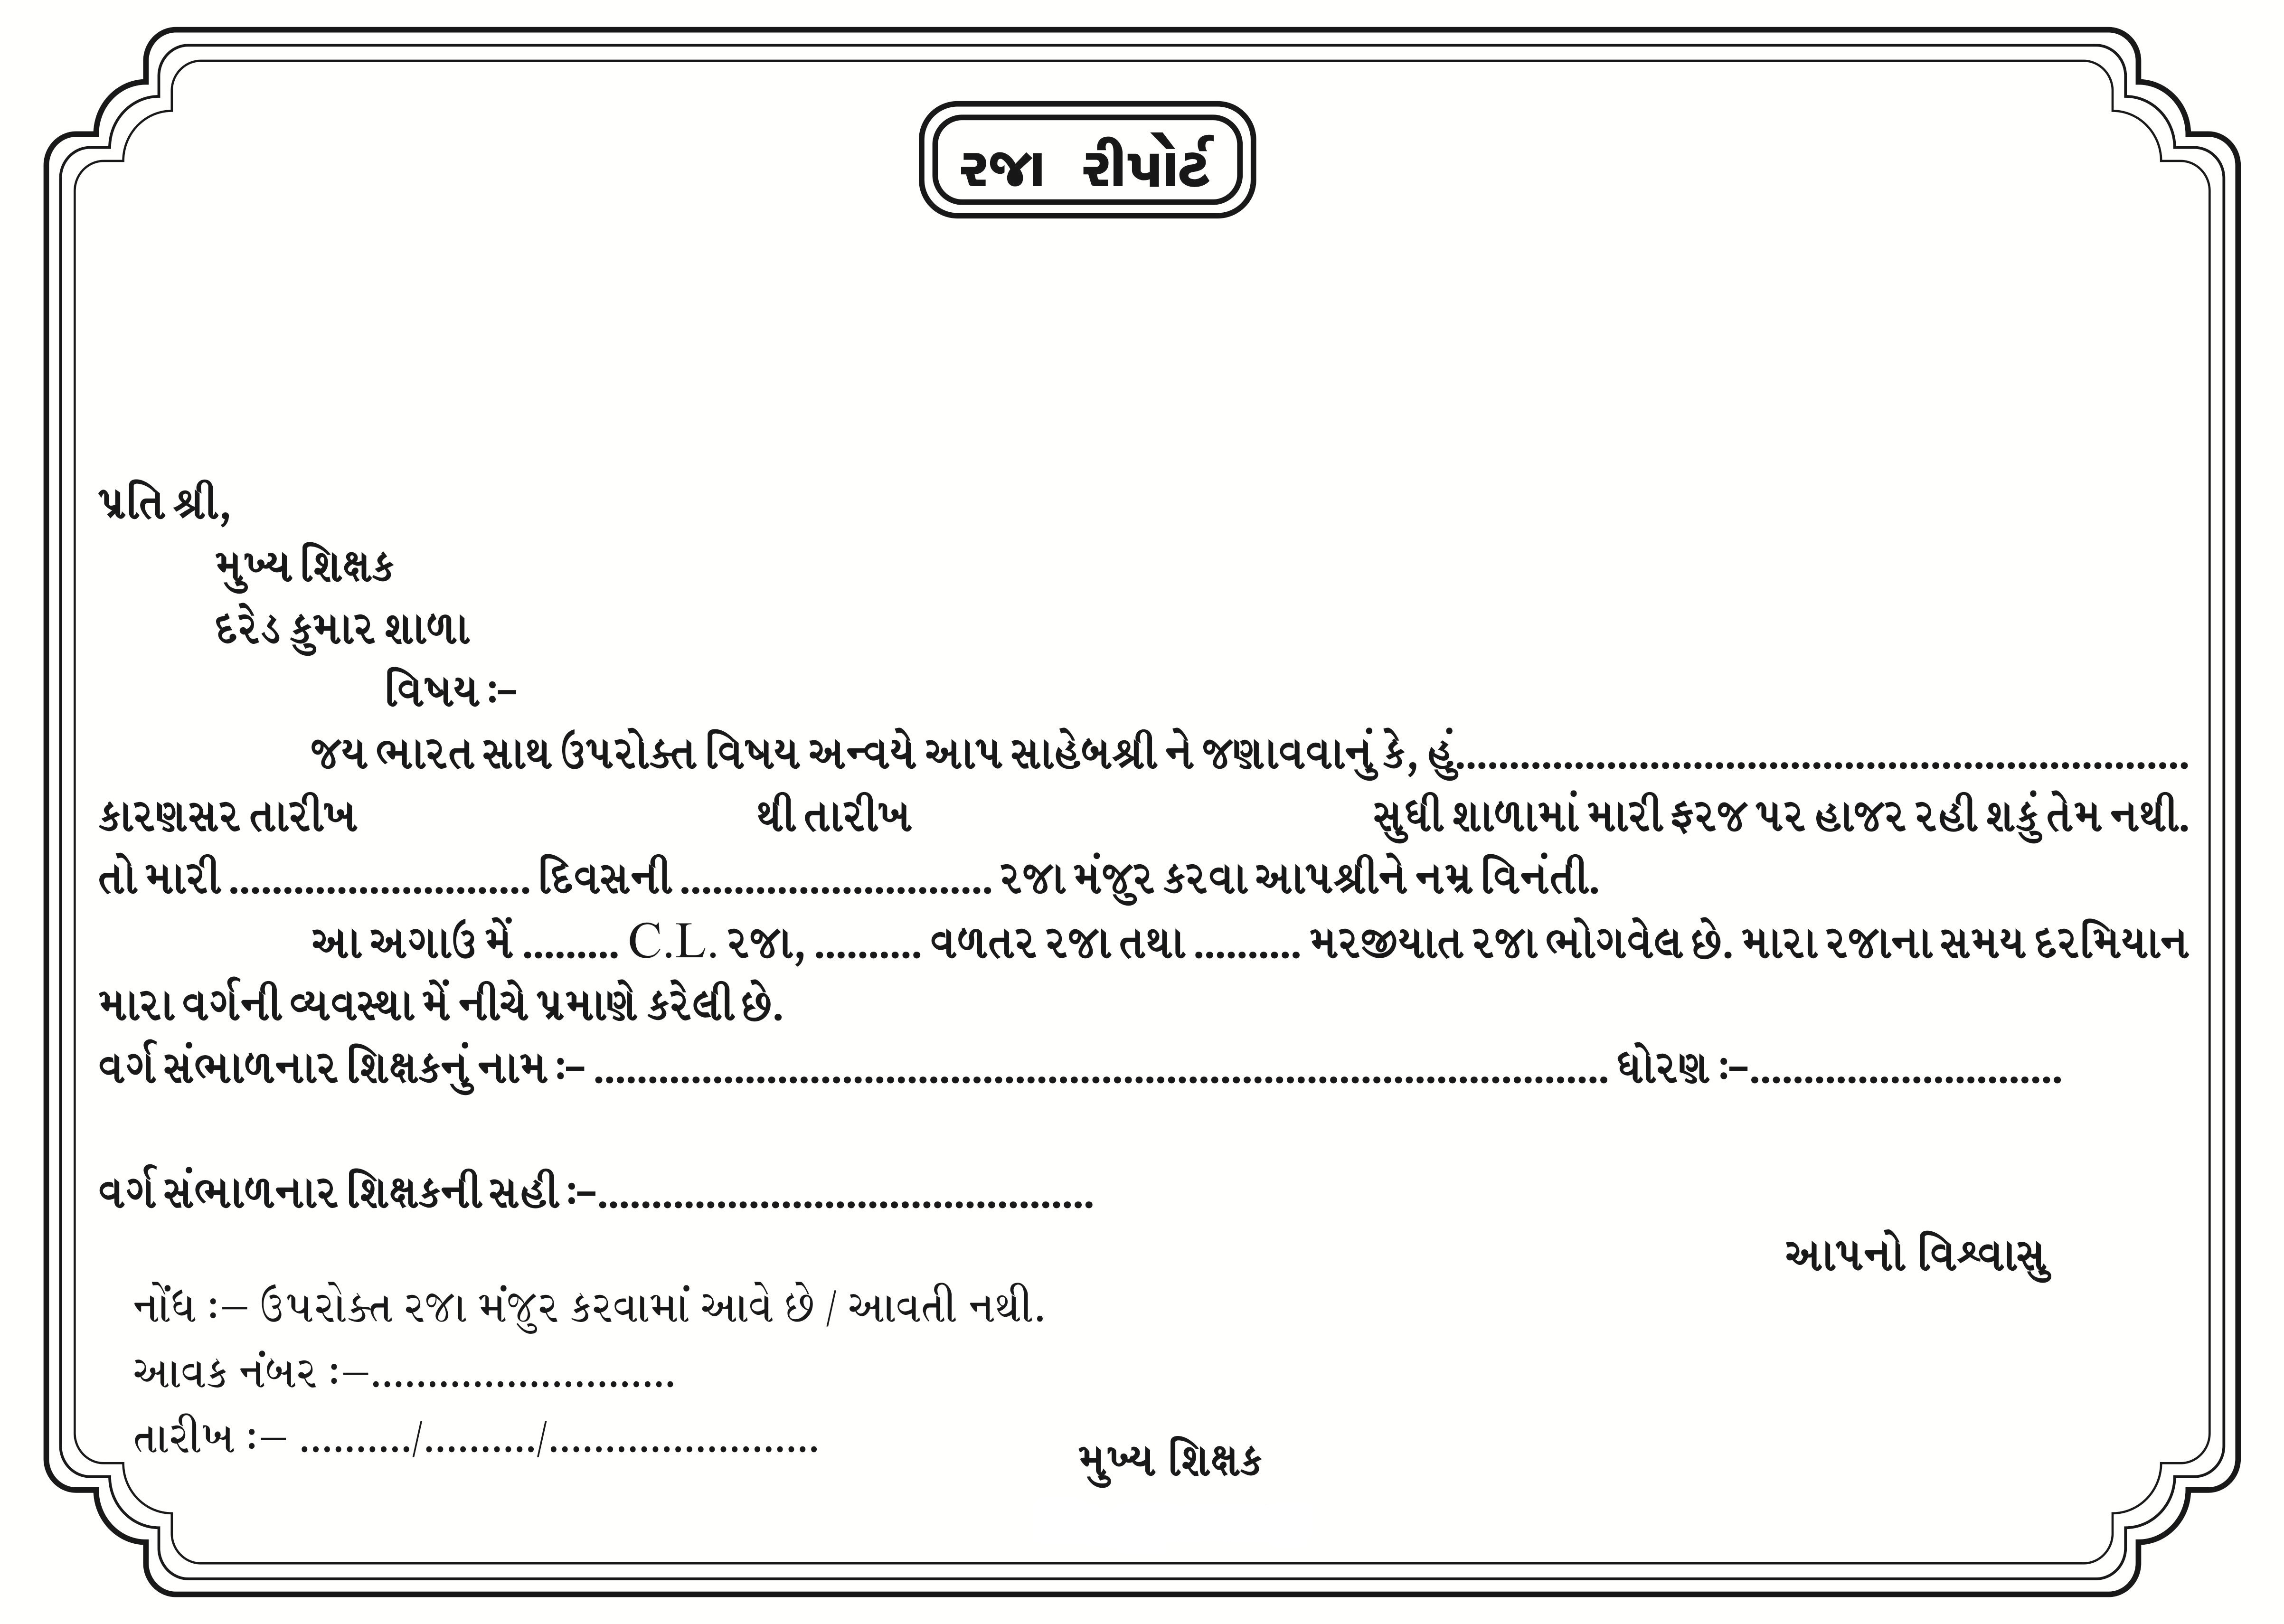 રજા રીપોર્ટ
પ્રતિ શ્રી,
મુખ્ય શિક્ષક
દરેડ કુમાર શાળા
વિષય :–
જય ભારત સાથ ઉપરોક્ત વિષય અન્વયે આપ સાહેબશ્રી ને જણાવવાનું કે, હું....................................................................
કારણસર તારીખ થી તારીખ સુધી શાળામાં મારી ફરજ પર હાજર રહી શકું તેમ નથી.
તો મારી ............................ દિવસની ............................. રજા મંજુર કરવા આપશ્રીને નમ્ર વિનંતી.
આ અગાઉ મેં ......... C.L. રજા, .......... વળતર રજા તથા .......... મરજીયાત રજા ભોગવેલ છે. મારા રજાના સમય દરમિયાન
મારા વર્ગની વ્યવસ્થા મેં નીચે પ્રમાણે કરેલી છે.
વર્ગ સંભાળનાર શિક્ષકનું નામ :– .............................................................................................. ધોરણ :–.............................
વર્ગ સંભાળનાર શિક્ષકની સહી :–..............................................
આપનો વિશ્વાસુ
નોંધ :– ઉપરોક્ત રજા મંજુર કરવામાં આવે છે / આવતી નથી.
આવક નંબર :–...........................
તારીખ :– ........../........../........................
મુખ્ય શિક્ષક